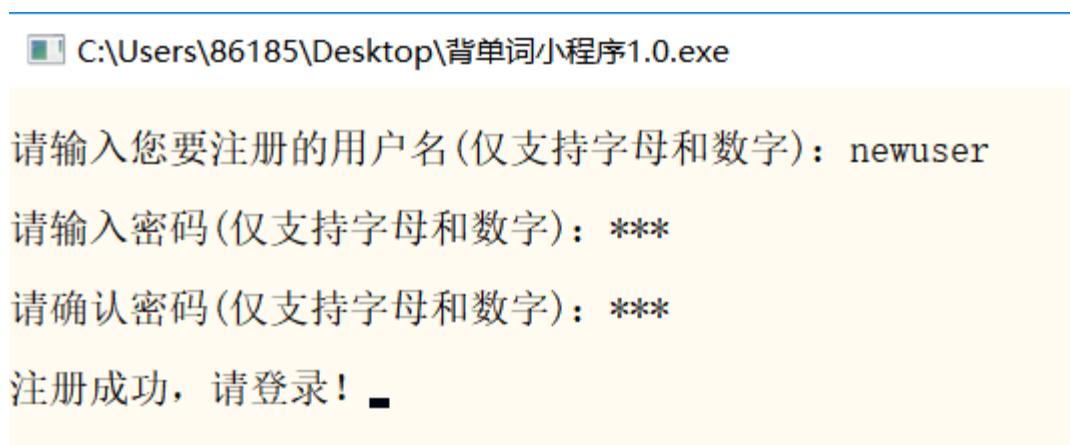 C:\Users\86185\Desktop\背单词小程序1.0.exe
请输入您要注册的用户名(仅支持字母和数字): newuser
请输入密码(仅支持字母和数字): ***
请确认密码(仅支持字母和数字): ***
注册成功，请登录!